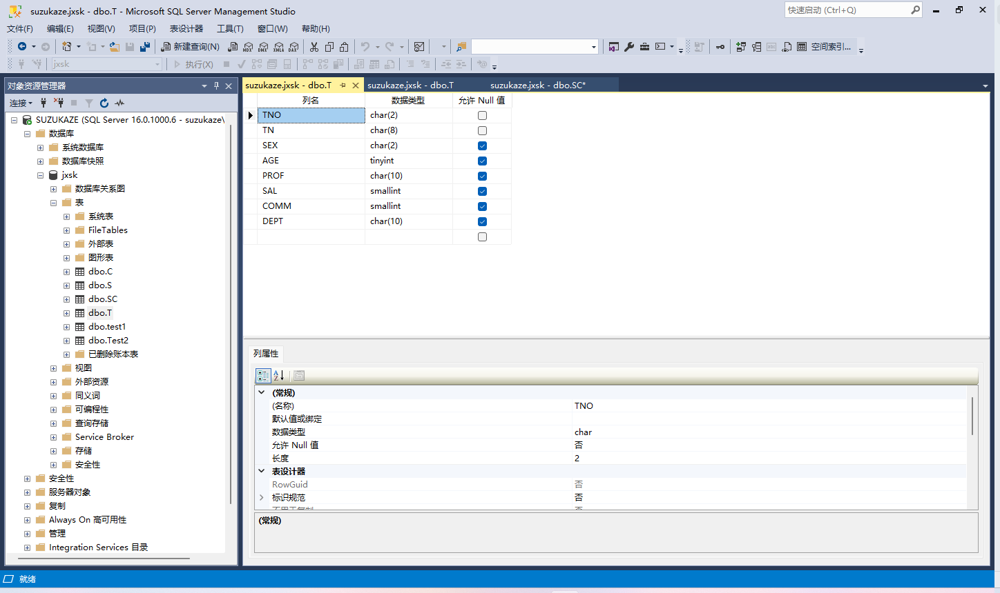 suzukaze.jxsk - dbo.T - Microsoft SQL Server Management Studio
快速启动 (Ctrl+Q)
文件(F) 编辑(E) 视图(V) 项目(P) 表设计器 工具(T) 窗口(W) 帮助(H)
新建查询(N) MDX DMX XMLA DAX 空间索引...
jxsk 执行(X)
对象资源管理器
连接
SUZUKAZE (SQL Server 16.0.1000.6 - suzukaze\
数据库
系统数据库
数据库快照
jxsk
数据库关系图
表
系统表
FileTables
外部表
图形表
dbo.C
dbo.S
dbo.SC
dbo.T
dbo.test1
dbo.Test2
已删除账本表
视图
外部资源
同义词
可编程性
查询存储
Service Broker
存储
安全性
安全性
服务器对象
复制
Always On 高可用性
管理
Integration Services 目录
suzukaze.jxsk - dbo.T suzukaze.jxsk - dbo.T suzukaze.jxsk - dbo.SC*
列名 数据类型 允许 Null 值
TNO char(2)
TN char(8)
SEX char(2)
AGE tinyint
PROF char(10)
SAL smallint
COMM smallint
DEPT char(10)
列属性
(常规)
(名称) TNO
默认值或绑定
数据类型 char
允许 Null 值 否
长度 2
表设计器
RowGuid 否
标识规范 否
(常规)
就绪